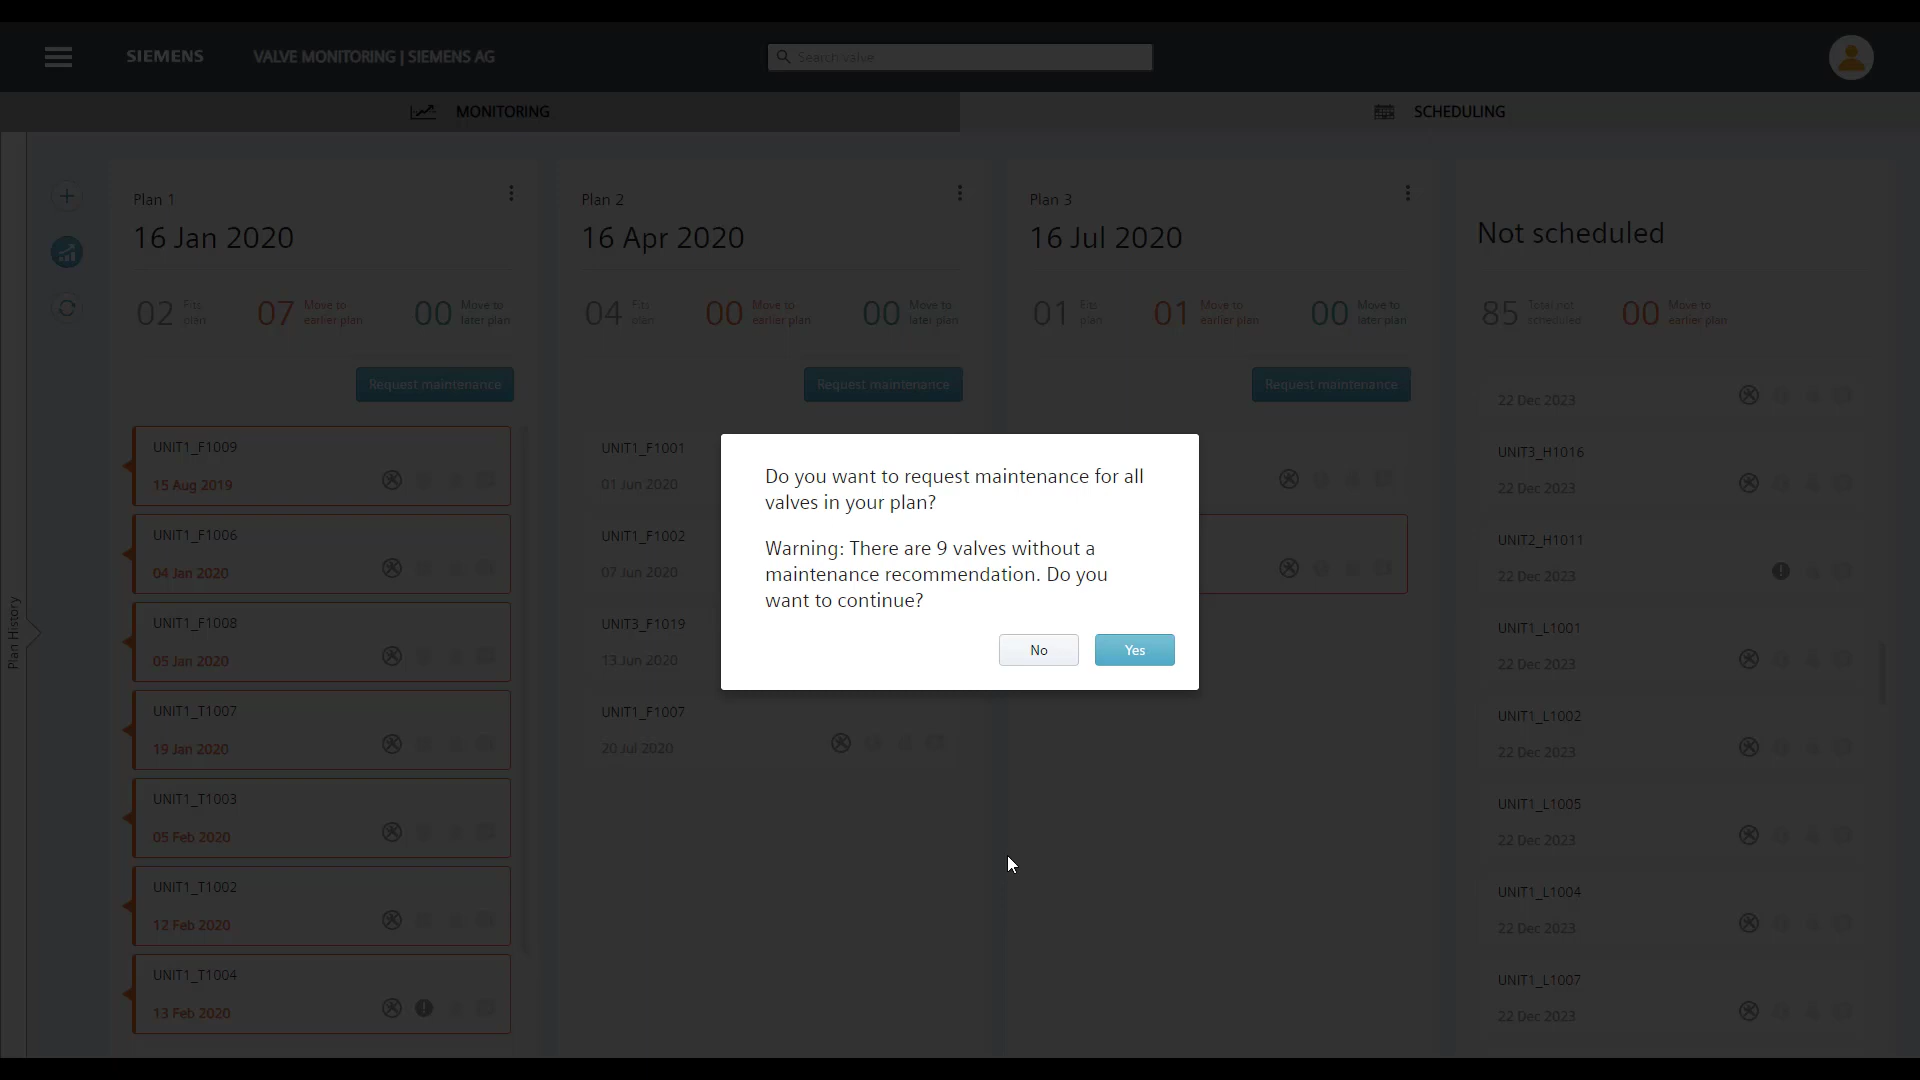 SIEMENS
VALVE MONITORING | SIEMENS AG
Search valve
MONITORING
SCHEDULING
Plan History
Plan 1
16 Jan 2020
02 Fits plan
07 Move to earlier plan
00 Move to later plan
Request maintenance
UNIT1_F1009
15 Aug 2019
UNIT1_F1006
04 Jan 2020
UNIT1_F1008
05 Jan 2020
UNIT1_T1007
19 Jan 2020
UNIT1_T1003
05 Feb 2020
UNIT1_T1002
12 Feb 2020
UNIT1_T1004
13 Feb 2020
Plan 2
16 Apr 2020
04 Fits plan
00 Move to earlier plan
00 Move to later plan
Request maintenance
UNIT1_F1001
01 Jun 2020
UNIT1_F1002
07 Jun 2020
UNIT3_F1019
13 Jun 2020
UNIT1_F1007
20 Jul 2020
Plan 3
16 Jul 2020
01 Fits plan
01 Move to earlier plan
00 Move to later plan
Request maintenance
Not scheduled
85 Total not scheduled
00 Move to earlier plan
22 Dec 2023
UNIT3_H1016
22 Dec 2023
UNIT2_H1011
22 Dec 2023
UNIT1_L1001
22 Dec 2023
UNIT1_L1002
22 Dec 2023
UNIT1_L1005
22 Dec 2023
UNIT1_L1004
22 Dec 2023
UNIT1_L1007
22 Dec 2023
Do you want to request maintenance for all
valves in your plan?
Warning: There are 9 valves without a
maintenance recommendation. Do you
want to continue?
No
Yes